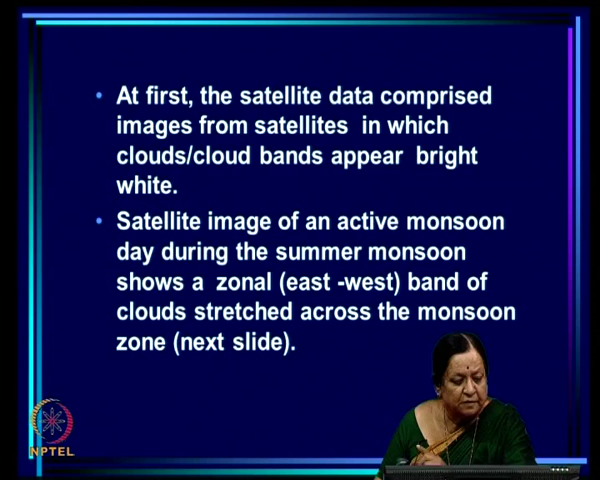 At first, the satellite data comprised
images from satellites in which
clouds/cloud bands appear bright
white.
Satellite image of an active monsoon
day during the summer monsoon
shows a zonal (east -west) band of
clouds stretched across the monsoon
zone (next slide).
NPTEL